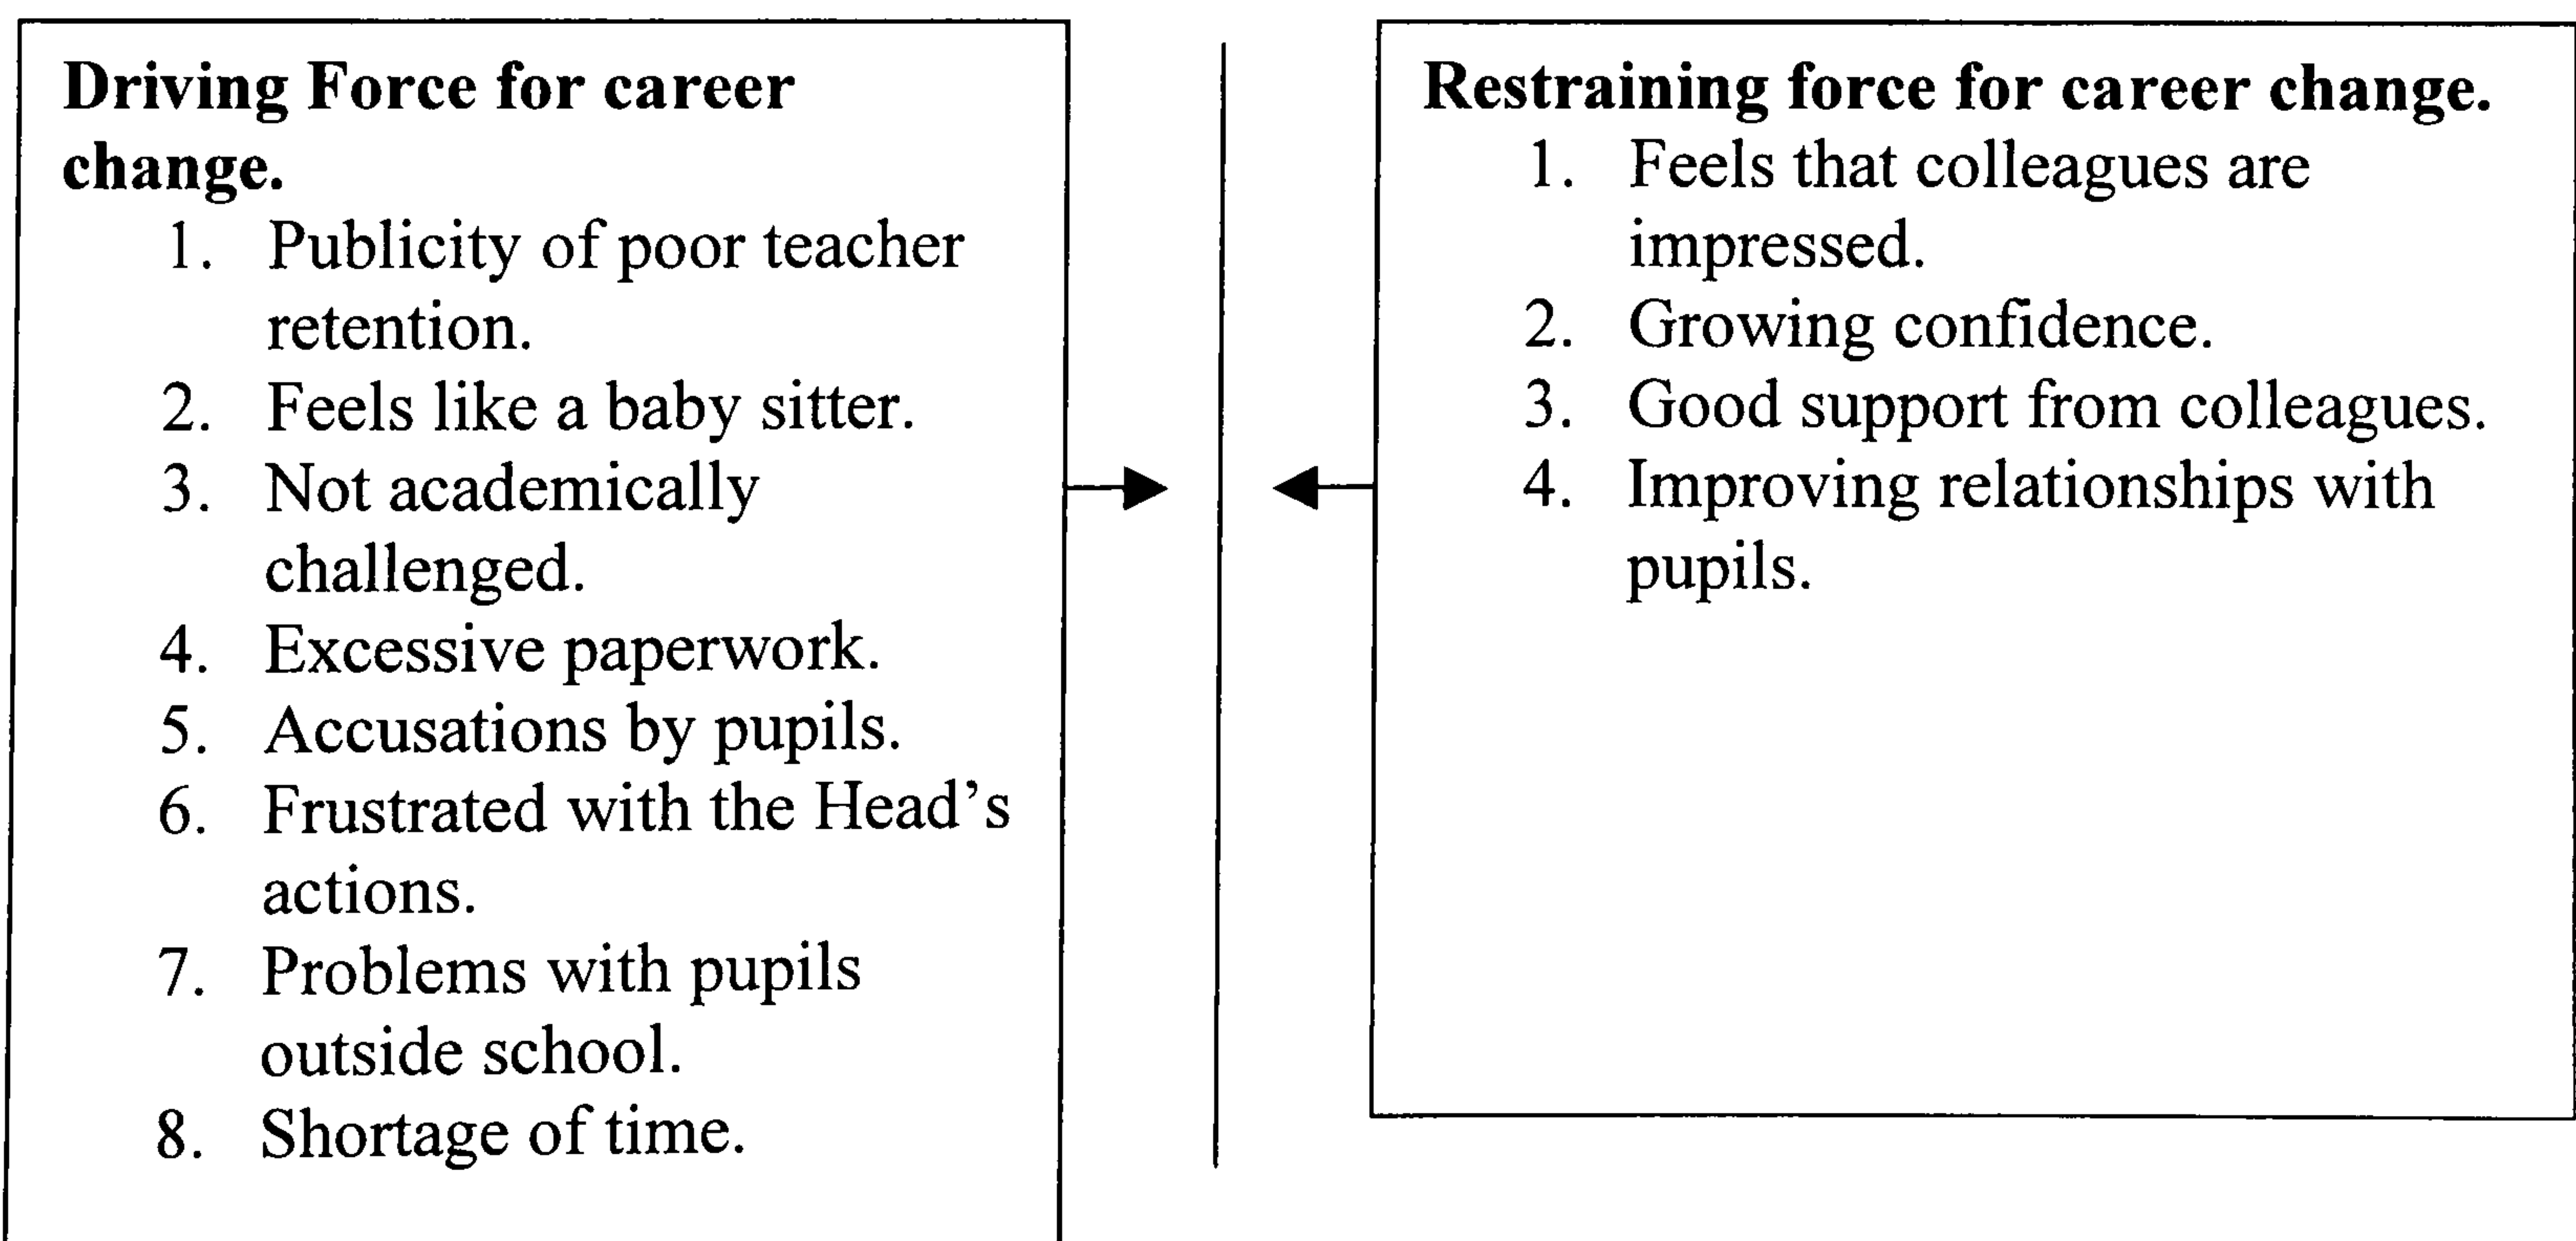 Driving Force for career
change.
1. Publicity of poor teacher
retention.
2. Feels like a baby sitter.
3. Not academically
challenged.
4. Excessive paperwork.
5. Accusations by pupils.
6. Frustrated with the Head's
actions.
7. Problems with pupils
outside school.
8. Shortage of time.
Restraining force for career change.
1. Feels that colleagues are
impressed.
2. Growing confidence.
3. Good support from colleagues.
4. Improving relationships with
pupils.